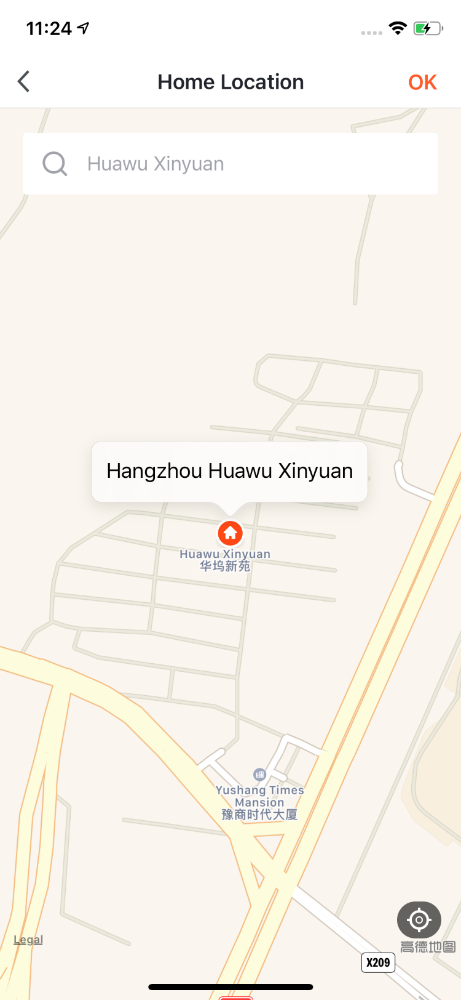 11:24
Home Location
OK
Huawu Xinyuan
Hangzhou Huawu Xinyuan
Huawu Xinyuan
华坞新苑
Yushang Times
Mansion
豫商时代大厦
Legal
高德地图
X209